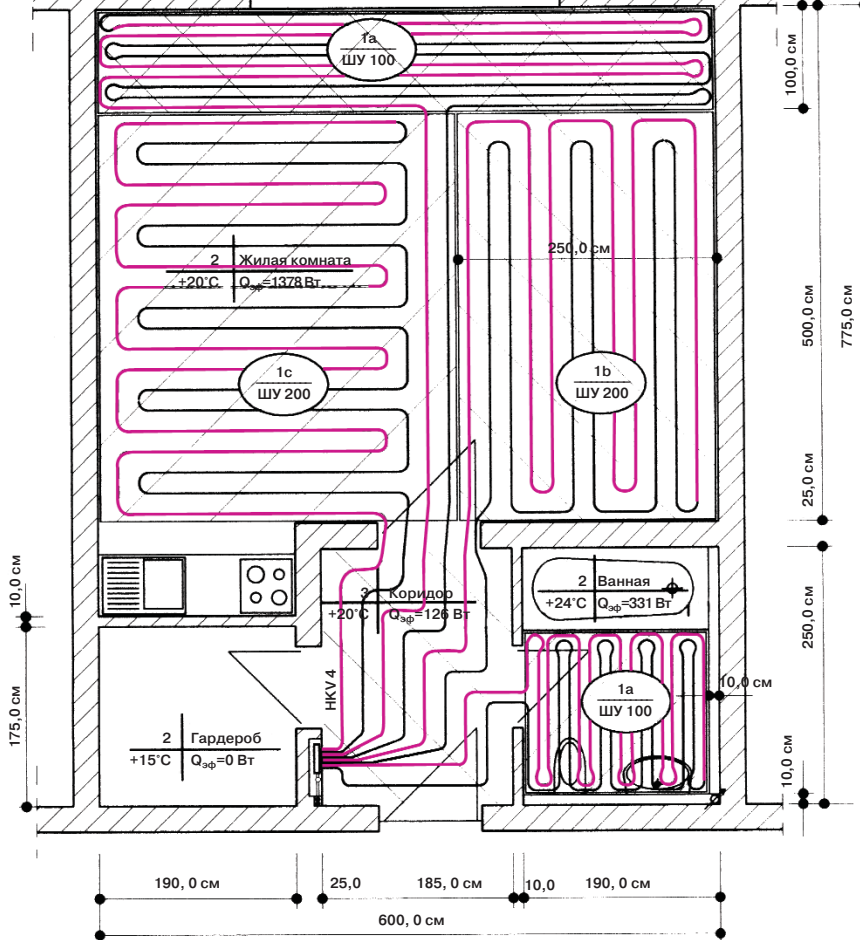 1а
ШУ 100
100,0 см
2 Жилая комната
+20°С Qэф=1378 Вт
250,0 см
500,0 см
775,0 см
1с
ШУ 200
1b
ШУ 200
25,0 см
10,0 см
3 Коридор
+20°С Qэф=126 Вт
2 Ванная
+24°С Qэф=331 Вт
250,0 см
HKV 4
1а
ШУ 100
10,0 см
175,0 см
2 Гардероб
+15°С Qэф=0 Вт
10,0 см
190, 0 см 25,0 185, 0 см 10,0 190, 0 см
600, 0 см